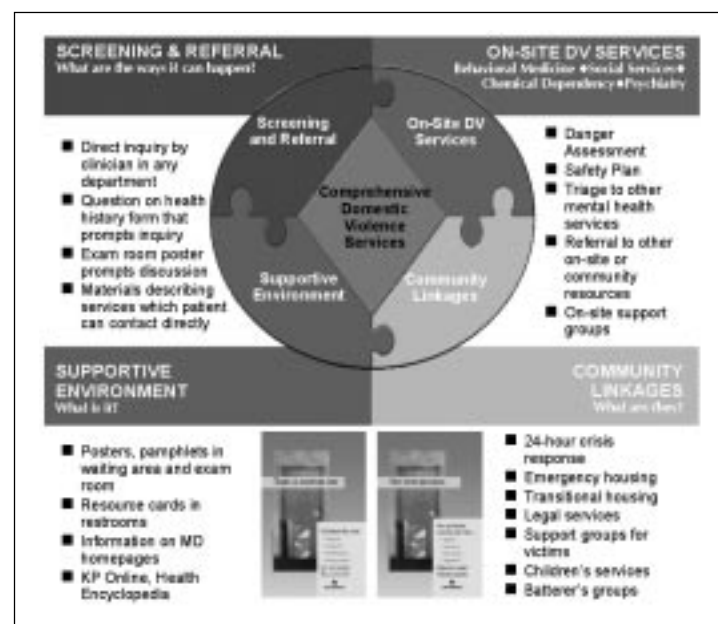 SCREENING & REFERRAL
What are the ways it can happen?
ON-SITE DV SERVICES
Behavioral Medicine ◆Social Services◆
Chemical Dependency◆Psychiatry
■ Direct inquiry by
clinician in any
department
■ Question on health
history form that
prompts inquiry
■ Exam room poster
prompts discussion
■ Materials describing
services which patient
can contact directly
Screening
and Referral
On-Site DV
Services
Comprehensive
Domestic
Violence
Services
Supportive
Environment
Community
Linkages
■ Danger
Assessment
■ Safety Plan
■ Triage to other
mental health
services
■ Referral to other
on-site or
community
resources
■ On-site support
groups
SUPPORTIVE
ENVIRONMENT
What is it?
COMMUNITY
LINKAGES
What are they?
■ Posters, pamphlets in
waiting area and exam
room
■ Resource cards in
restrooms
■ Information on MD
homepages
■ KP Online, Health
Encyclopedia
■ 24-hour crisis
response
■ Emergency housing
■ Transitional housing
■ Legal services
■ Support groups for
victims
■ Children's services
■ Batterer's groups